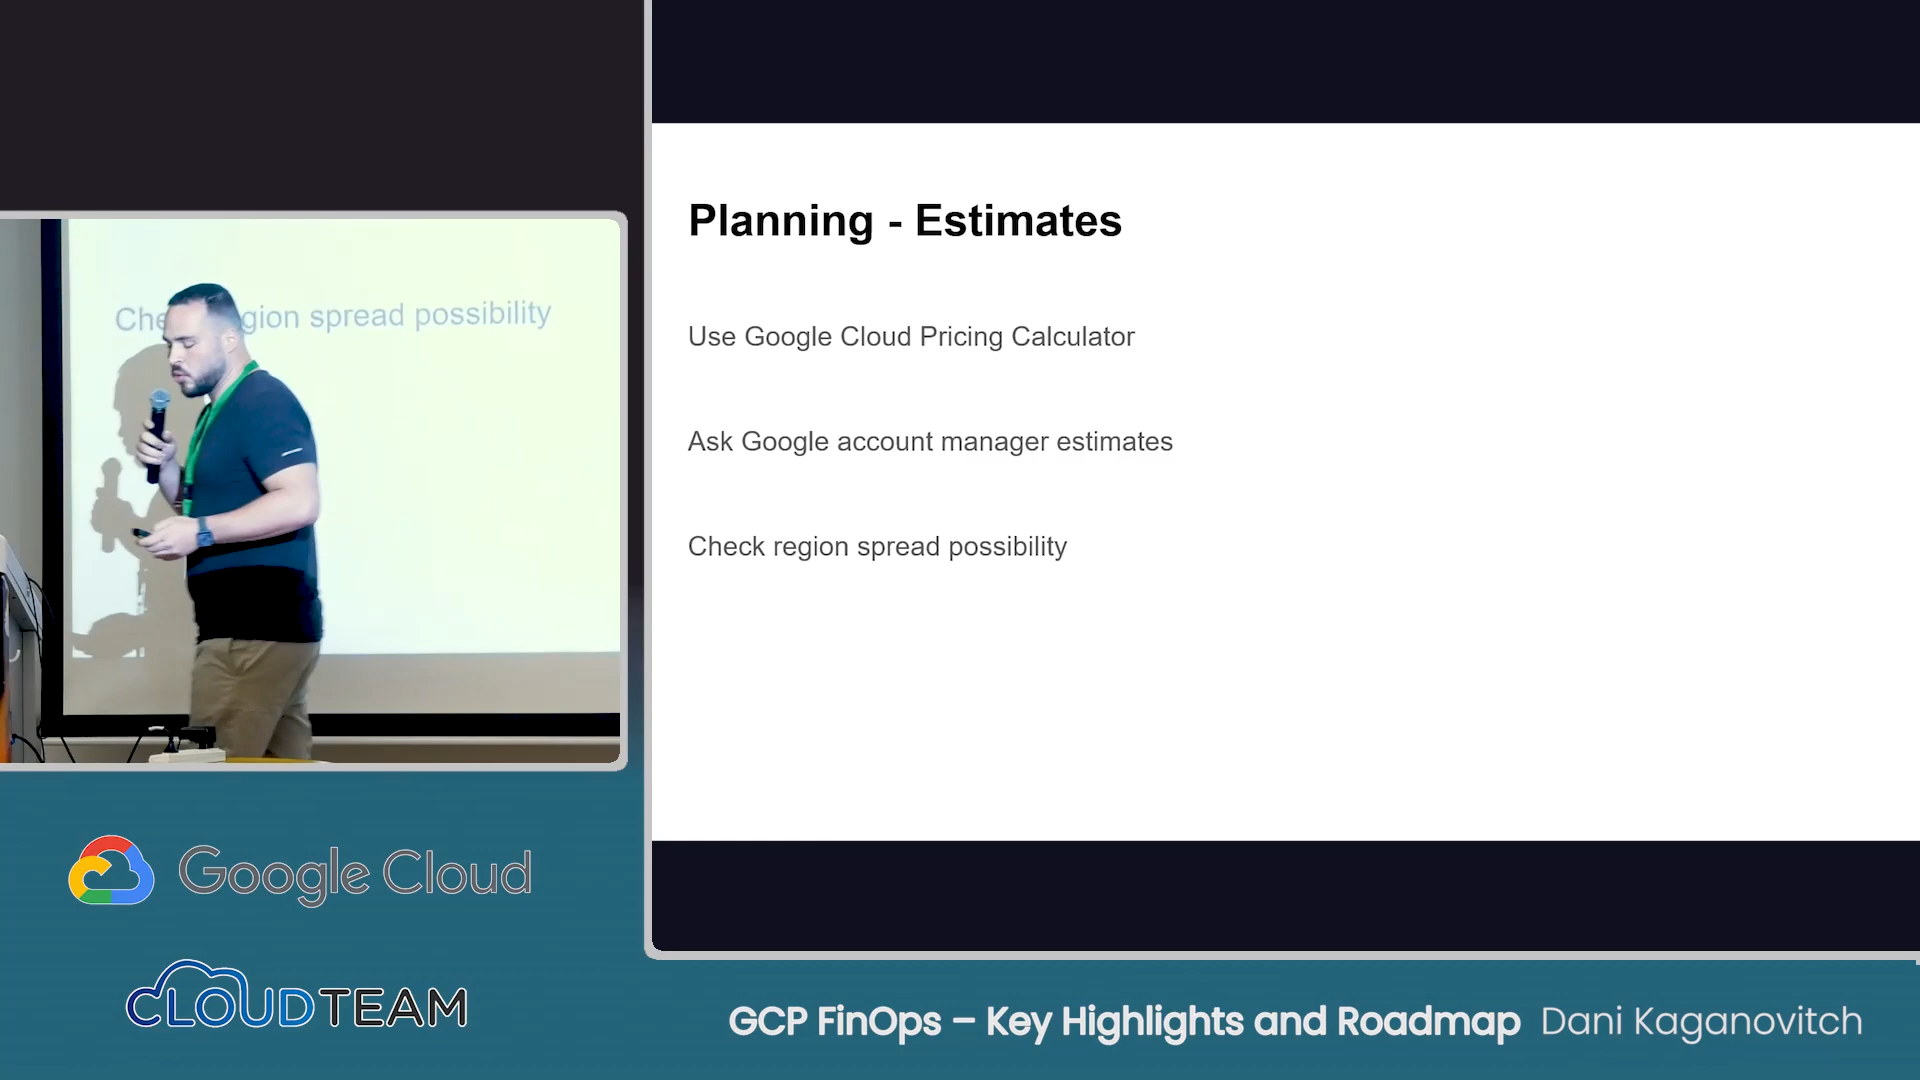 Planning - Estimates
Use Google Cloud Pricing Calculator
Ask Google account manager estimates
Check region spread possibility
Che gion spread possibility
Google Cloud
CLOUDTEAM
GCP FinOps – Key Highlights and Roadmap Dani Kaganovitch